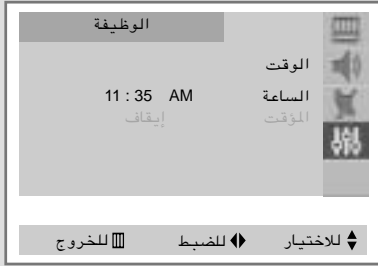 الوظيفة
الوقت
الساعة 11 : 35 AM
المؤقت إيقاف
للاختيار للضبط للخروج